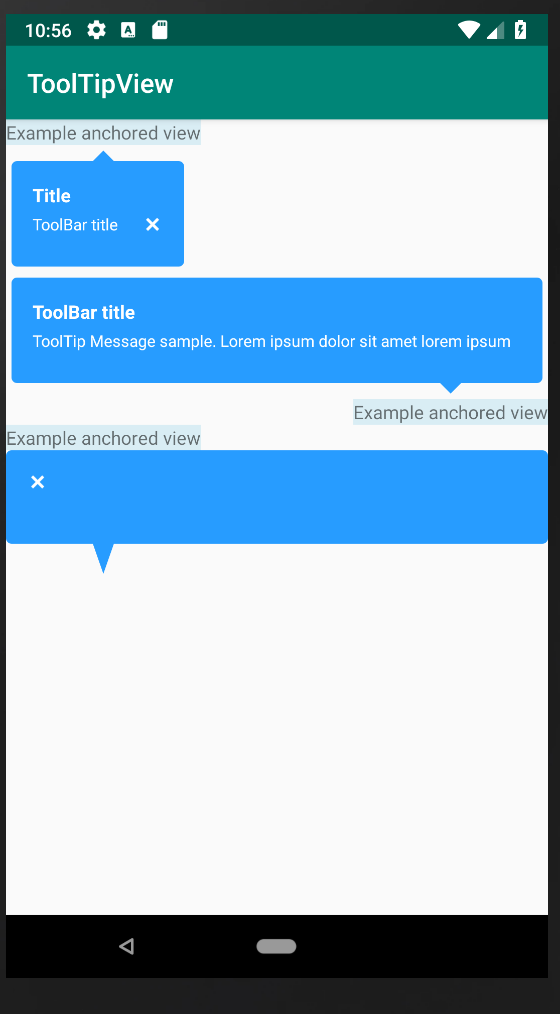 10:56
ToolTipView
Example anchored view
Title
ToolBar title
ToolBar title
ToolTip Message sample. Lorem ipsum dolor sit amet lorem ipsum
Example anchored view
Example anchored view